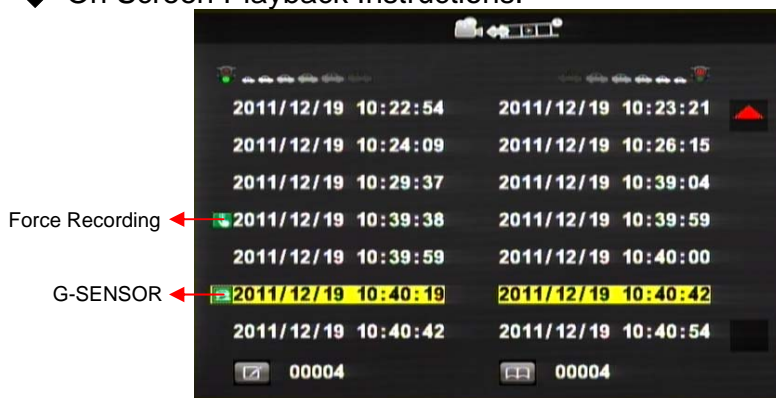 On Screen Playback Instructions:
2011/12/19 10:22:54 2011/12/19 10:23:21
2011/12/19 10:24:09 2011/12/19 10:26:15
2011/12/19 10:29:37 2011/12/19 10:39:04
Force Recording 2011/12/19 10:39:38 2011/12/19 10:39:59
2011/12/19 10:39:59 2011/12/19 10:40:00
G-SENSOR 2011/12/19 10:40:19 2011/12/19 10:40:42
2011/12/19 10:40:42 2011/12/19 10:40:54
00004 00004